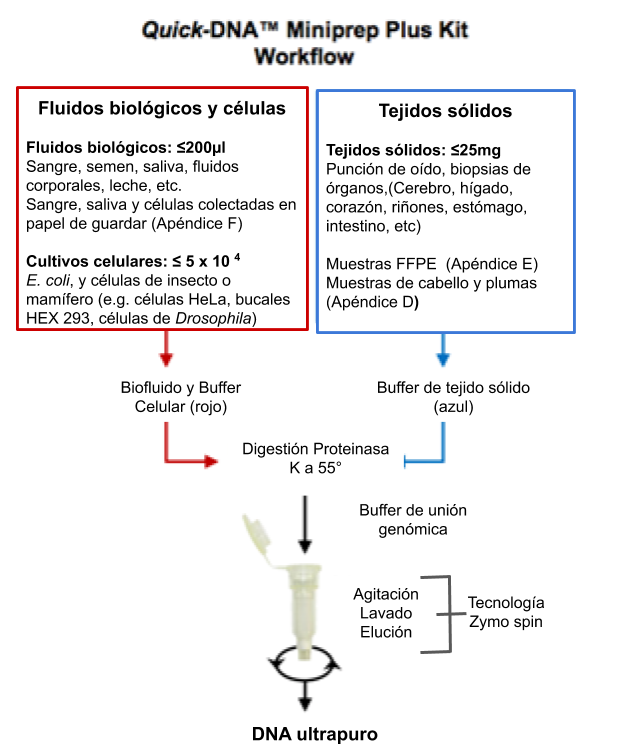 Quick-DNA™ Miniprep Plus Kit
Workflow
Fluidos biológicos y células
Fluidos biológicos: ≤200µl
Sangre, semen, saliva, fluidos
corporales, leche, etc.
Sangre, saliva y células colectadas en
papel de guardar (Apéndice F)
Cultivos celulares: ≤ 5 x 10 ⁴
E. coli, y células de insecto o
mamífero (e.g. células HeLa, bucales
HEX 293, células de Drosophila)
Tejidos sólidos
Tejidos sólidos: ≤25mg
Punción de oído, biopsias de
órganos,(Cerebro, hígado,
corazón, riñones, estómago,
intestino, etc)
Muestras FFPE (Apéndice E)
Muestras de cabello y plumas
(Apéndice D)
Biofluido y Buffer
Celular (rojo)
Buffer de tejido sólido
(azul)
Digestión Proteinasa
K a 55°
Buffer de unión
genómica
Agitación
Lavado
Elución
Tecnología
Zymo spin
DNA ultrapuro